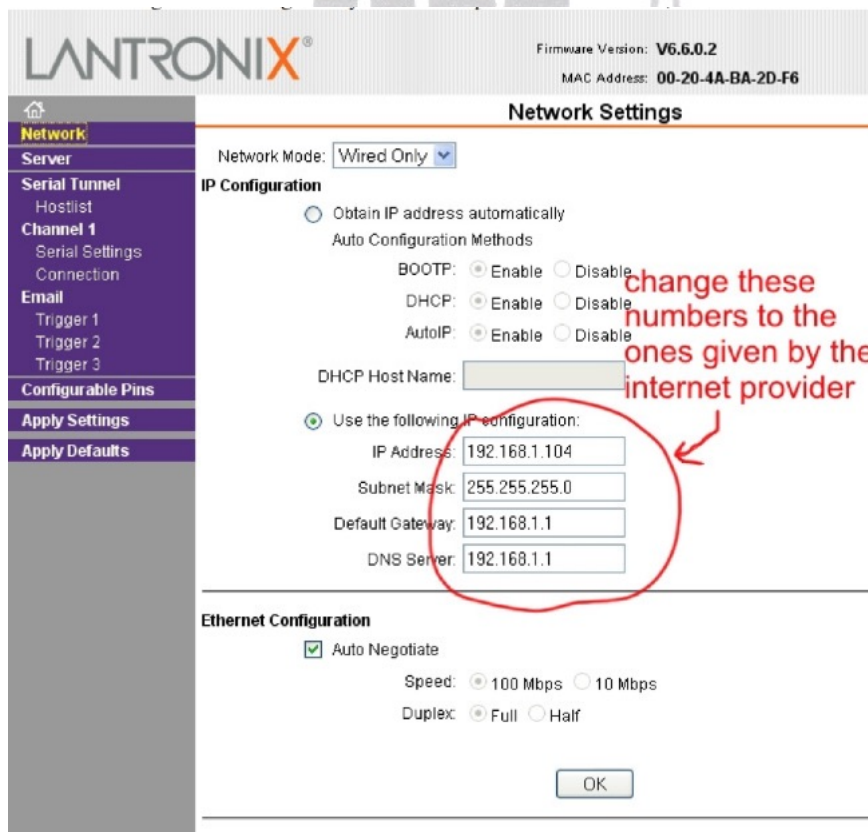 LANTRONIX®
Firmware Version: V6.6.0.2
MAC Address: 00-20-4A-BA-2D-F6
Network Settings
Network
Server
Serial Tunnel
Hostlist
Channel 1
Serial Settings
Connection
Email
Trigger 1
Trigger 2
Trigger 3
Configurable Pins
Apply Settings
Apply Defaults
Network Mode: Wired Only
IP Configuration
Obtain IP address automatically
Auto Configuration Methods
BOOTP: Enable Disable
DHCP: Enable Disable
AutoIP: Enable Disable
DHCP Host Name:
change these
numbers to the
ones given by the
internet provider
Use the following IP configuration:
IP Address: 192.168.1.104
Subnet Mask: 255.255.255.0
Default Gateway: 192.168.1.1
DNS Server: 192.168.1.1
Ethernet Configuration
Auto Negotiate
Speed: 100 Mbps 10 Mbps
Duplex: Full Half
OK